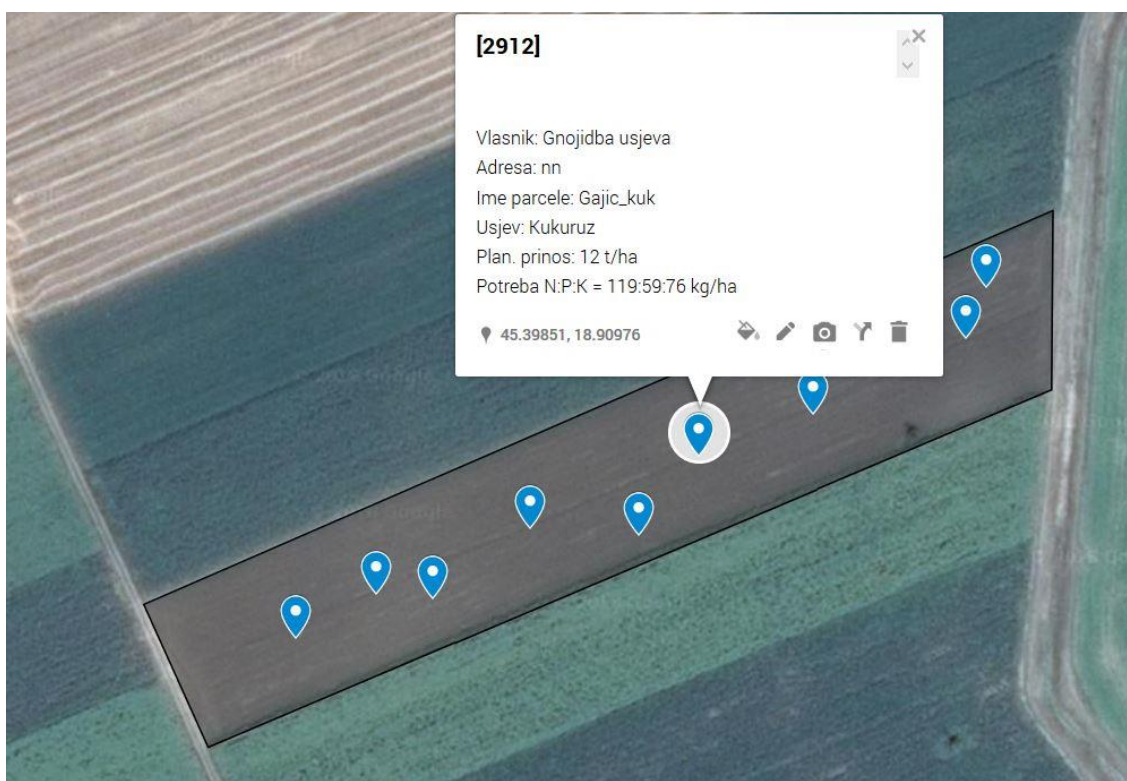 [2912]
Vlasnik: Gnojidba usjeva
Adresa: nn
Ime parcele: Gajic_kuk
Usjev: Kukuruz
Plan. prinos: 12 t/ha
Potreba N:P:K = 119:59:76 kg/ha
45.39851, 18.90976